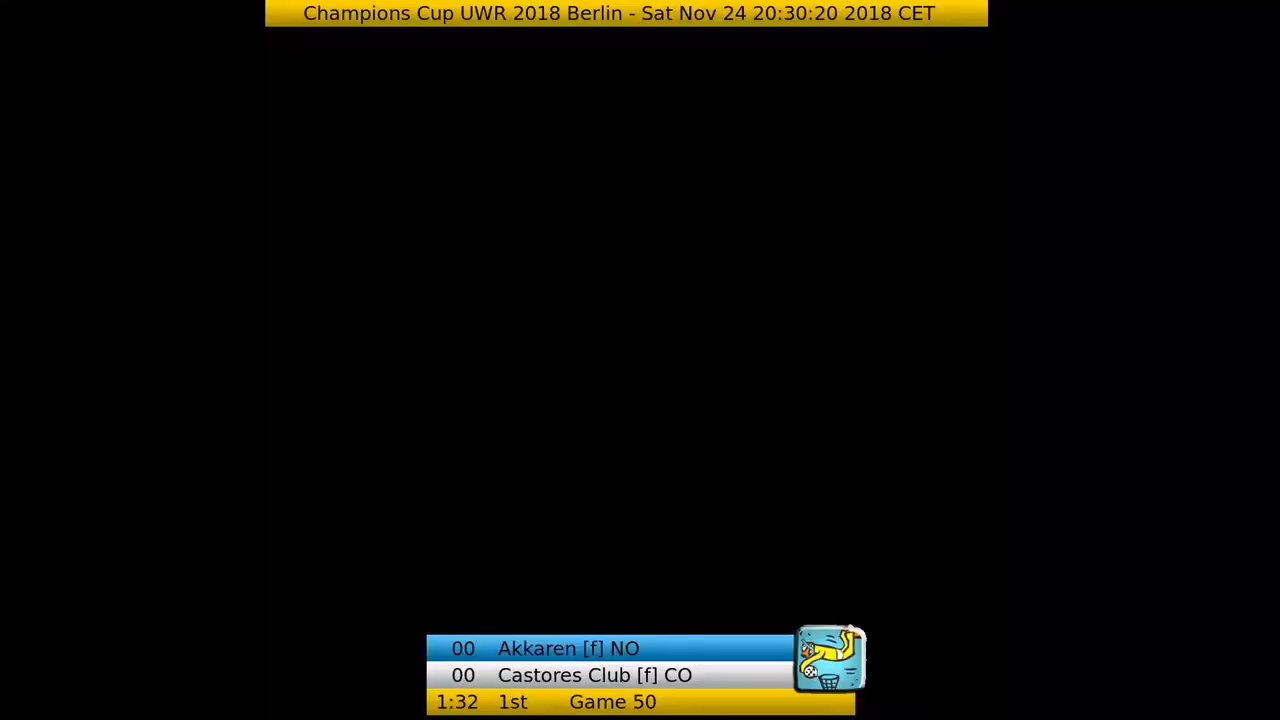 Champions Cup UWR 2018 Berlin - Sat Nov 24 20:30:20 2018 CET
00 Akkaren [f] NO
00 Castores Club [f] CO
1:32 1st Game 50